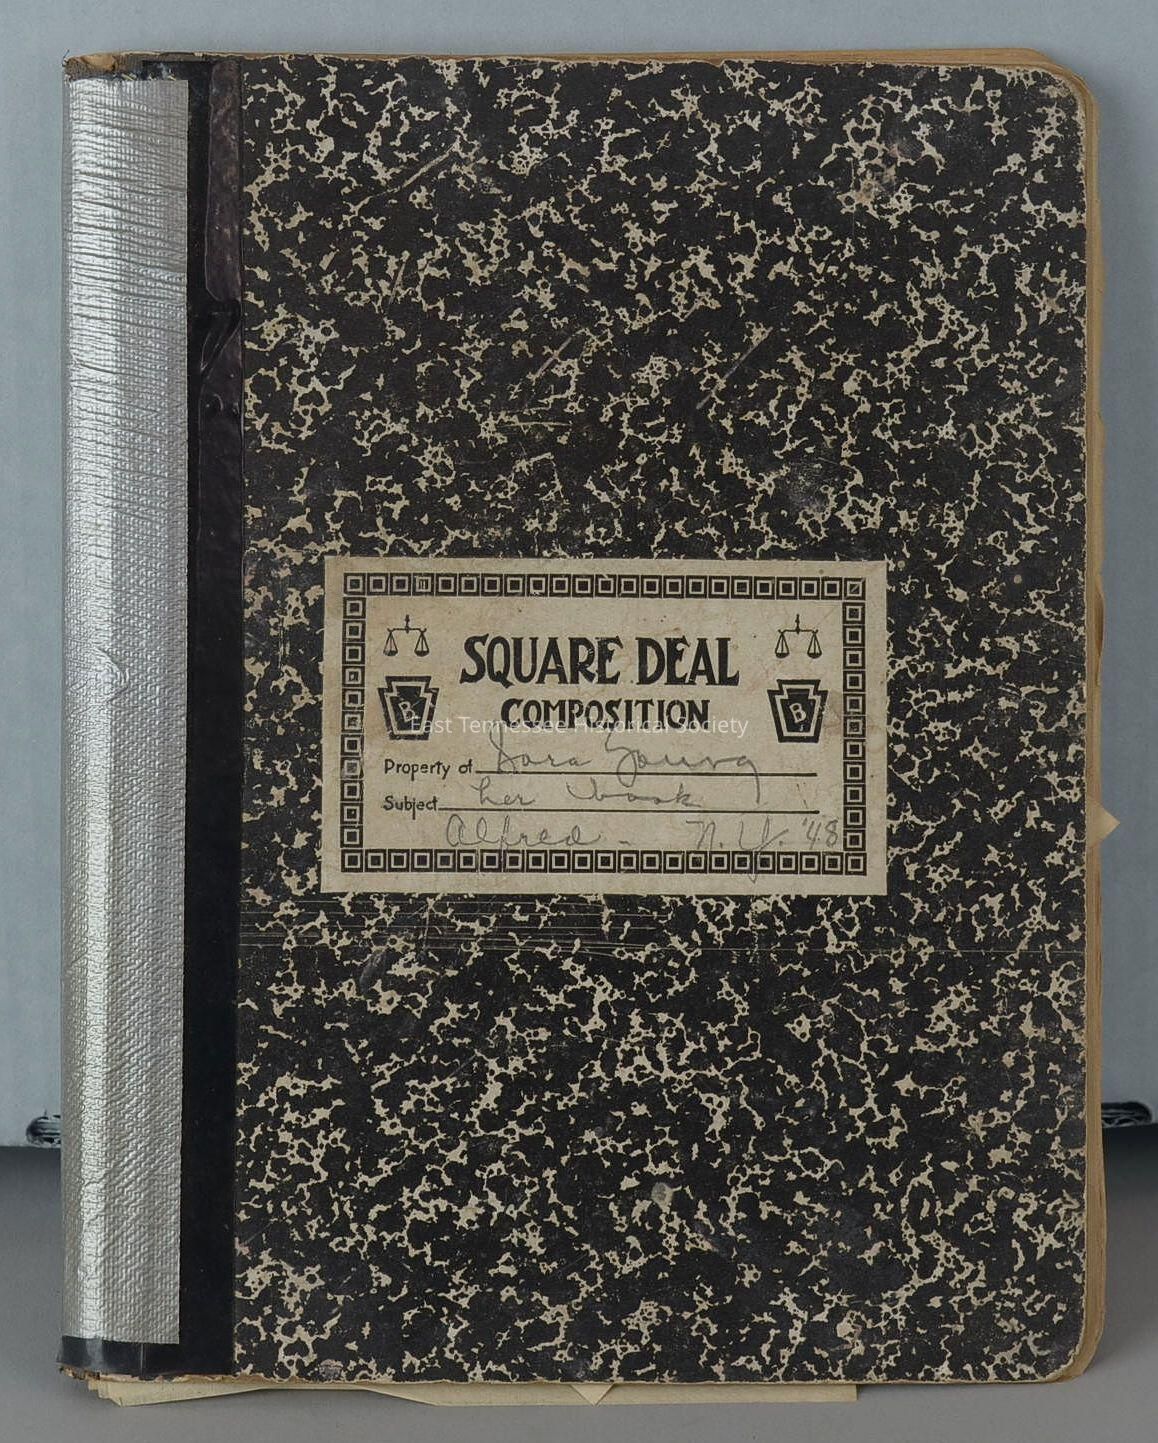 SQUARE DEAL
COMPOSITION
B
B
East Tennessee Historical Society
Property of Sara Young
Subject her book
Alfred - N.Y. '48